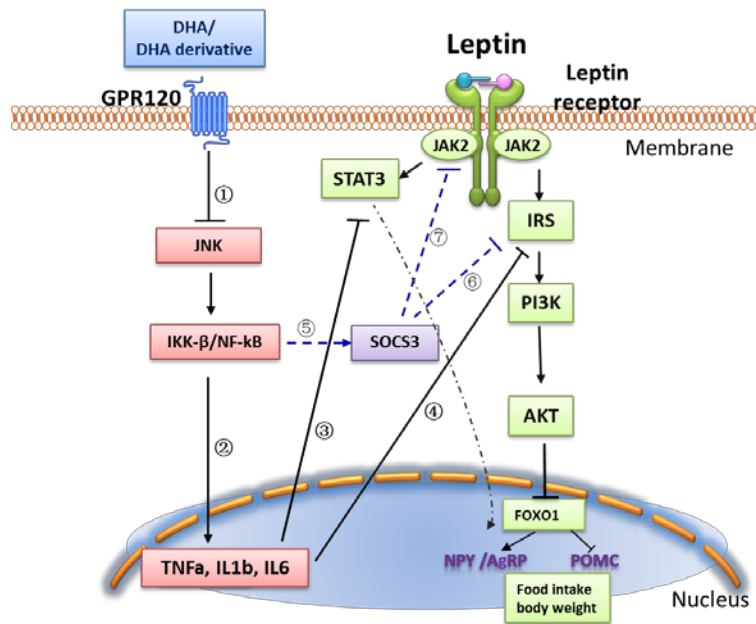 DHA/
DHA derivative
Leptin
GPR120
Leptin
receptor
JAK2
JAK2
Membrane
STAT3
①
IRS
⑦
JNK
⑥
PI3K
⑤
IKK-β/NF-kB
SOCS3
④
AKT
③
②
FOXO1
TNFa, IL1b, IL6
NPY /AgRP
POMC
Food intake
body weight
Nucleus